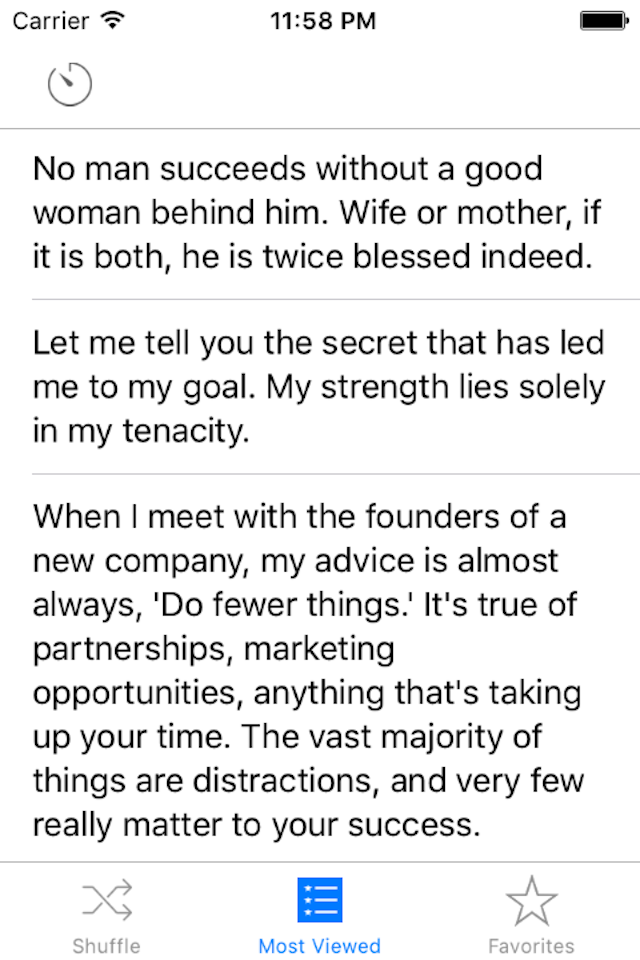 Carrier 11:58 PM
No man succeeds without a good
woman behind him. Wife or mother, if
it is both, he is twice blessed indeed.
Let me tell you the secret that has led
me to my goal. My strength lies solely
in my tenacity.
When I meet with the founders of a
new company, my advice is almost
always, 'Do fewer things.' It's true of
partnerships, marketing
opportunities, anything that's taking
up your time. The vast majority of
things are distractions, and very few
really matter to your success.
Shuffle Most Viewed Favorites